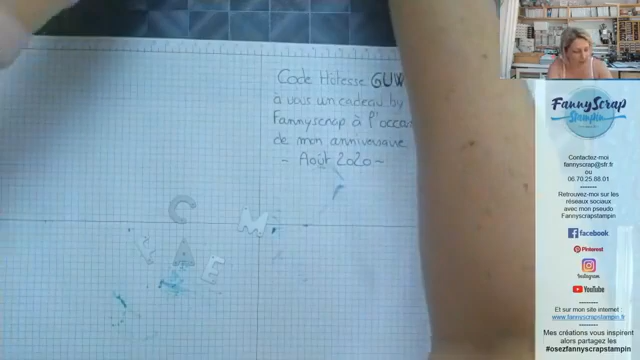 Code Hôtesse GUW
à vous un cadeau by
Fannyscrap à l'occas
de mon anniversaire
- Août 2020 ~
C
M
A
E
FannyScrap
Stampin
Contactez-moi
fannyscrap@sfr.fr
ou
06.70.25.68.01
--------
Retrouvez-moi sur les
réseaux sociaux
avec mon pseudo
Fannyscrapstampin
facebook
Pinterest
Instagram
YouTube
--------
Et sur mon site internet :
www.fannyscrapstampin.fr
--------
Mes créations vous inspirent
alors partagez les
#osezfannyscrapstampin